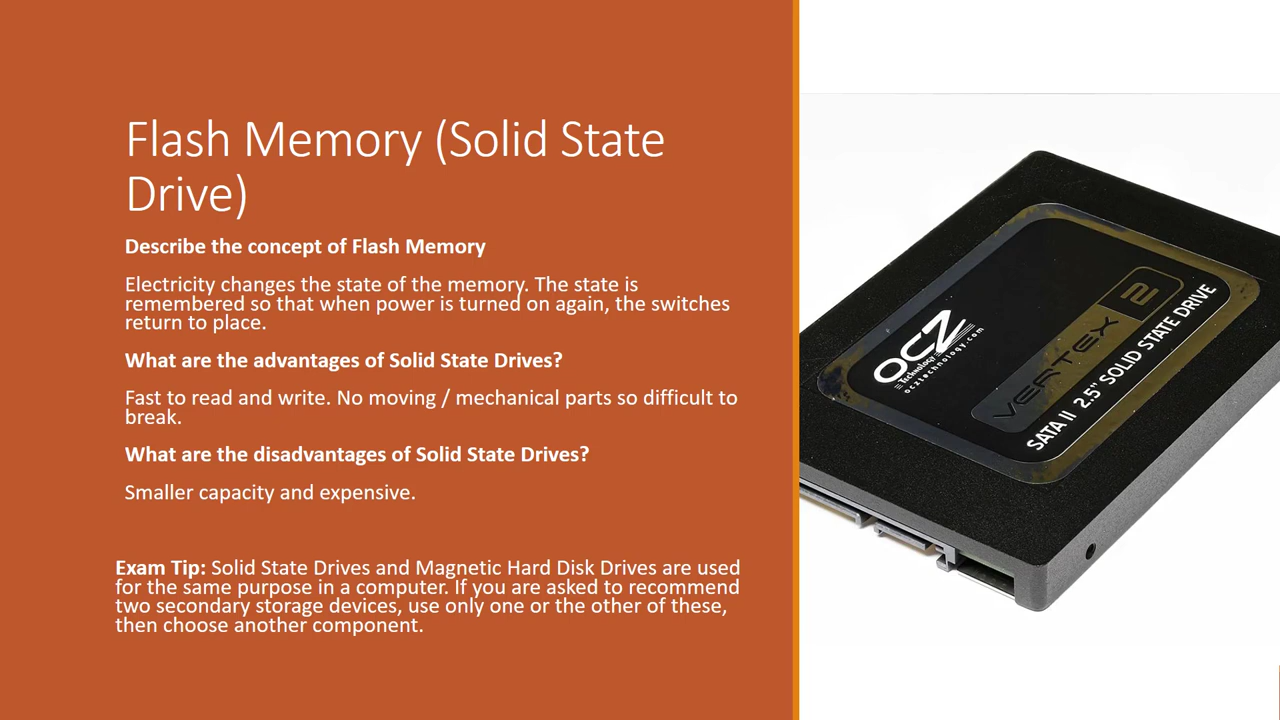 Flash Memory (Solid State
Drive)
Describe the concept of Flash Memory
Electricity changes the state of the memory. The state is
remembered so that when power is turned on again, the switches
return to place.
What are the advantages of Solid State Drives?
Fast to read and write. No moving / mechanical parts so difficult to
break.
What are the disadvantages of Solid State Drives?
Smaller capacity and expensive.
Exam Tip: Solid State Drives and Magnetic Hard Disk Drives are used
for the same purpose in a computer. If you are asked to recommend
two secondary storage devices, use only one or the other of these,
then choose another component.
OCZ
Technology
ocztechnology.com
VERTEX 2
SATA II 2.5" SOLID STATE DRIVE